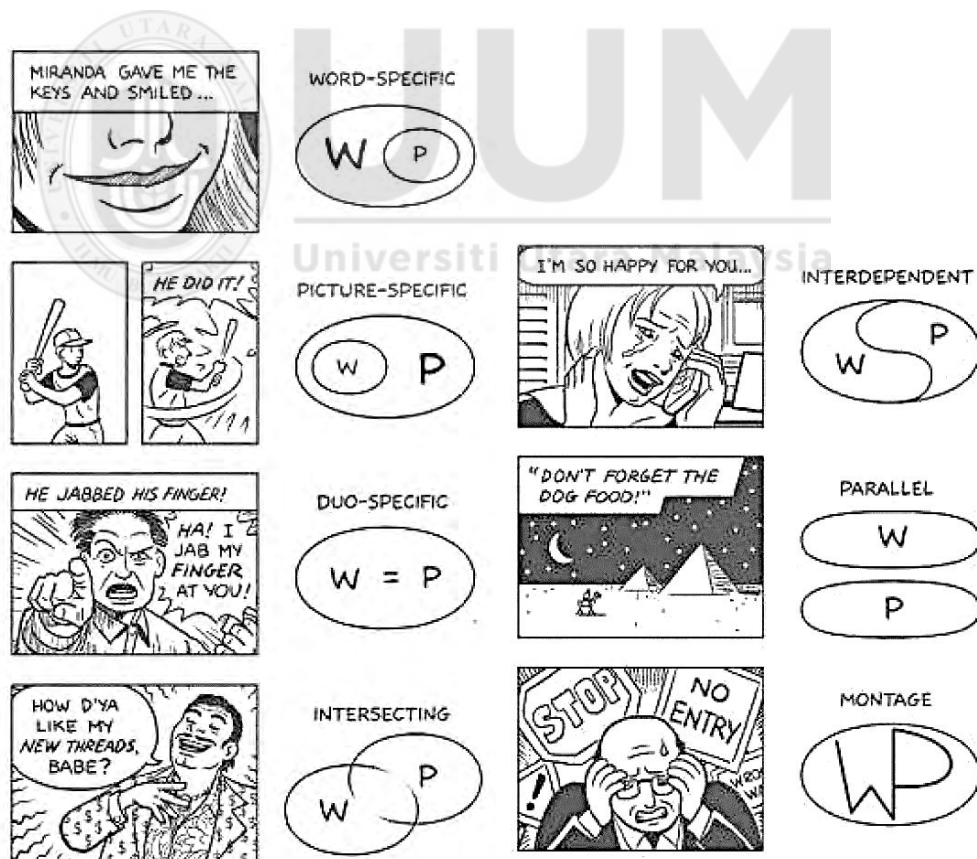 UUM
Universiti Utara Malaysia
MIRANDA GAVE ME THE
KEYS AND SMILED...
WORD-SPECIFIC
W
P
HE DID IT!
PICTURE-SPECIFIC
W
P
HE JABBED HIS FINGER!
HA! I
JAB MY
FINGER
AT YOU!
DUO-SPECIFIC
W = P
HOW D'YA
LIKE MY
NEW THREADS,
BABE?
INTERSECTING
W
P
I'M SO HAPPY FOR YOU...
INTERDEPENDENT
W
P
"DON'T FORGET THE
DOG FOOD!"
PARALLEL
W
P
STOP
NO
ENTRY
!
MONTAGE
WP